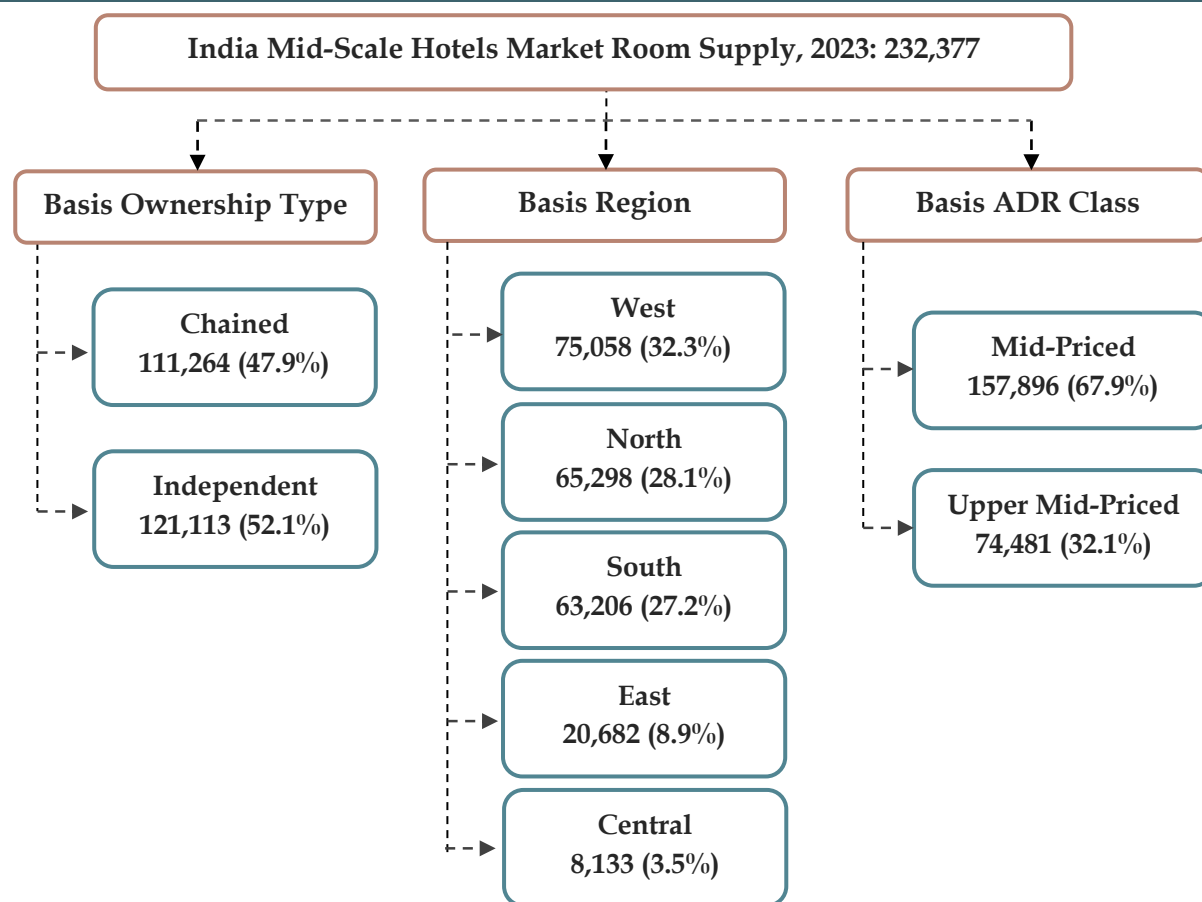 India Mid-Scale Hotels Market Room Supply, 2023: 232,377
Basis Ownership Type
Chained
111,264 (47.9%)
Independent
121,113 (52.1%)
Basis Region
West
75,058 (32.3%)
North
65,298 (28.1%)
South
63,206 (27.2%)
East
20,682 (8.9%)
Central
8,133 (3.5%)
Basis ADR Class
Mid-Priced
157,896 (67.9%)
Upper Mid-Priced
74,481 (32.1%)